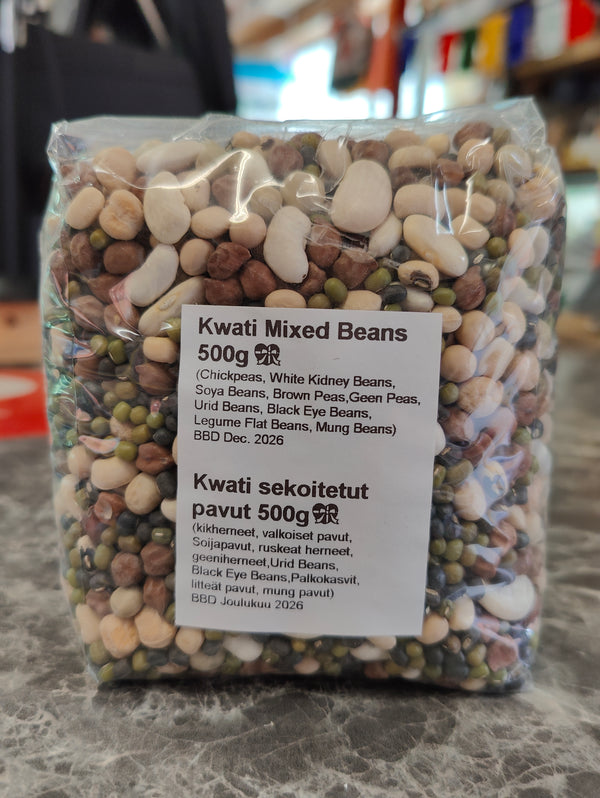 Kwati Mixed Beans
500g
(Chickpeas, White Kidney Beans,
Soya Beans, Brown Peas,Geen Peas,
Urid Beans, Black Eye Beans,
Legume Flat Beans, Mung Beans)
BBD Dec. 2026
Kwati sekoitetut
pavut 500g
(kikherneet, valkoiset pavut,
Soijapavut, ruskeat herneet,
geeniherneet,Urid Beans,
Black Eye Beans,Palkokasvit,
litteät pavut, mung pavut)
BBD Joulukuu 2026